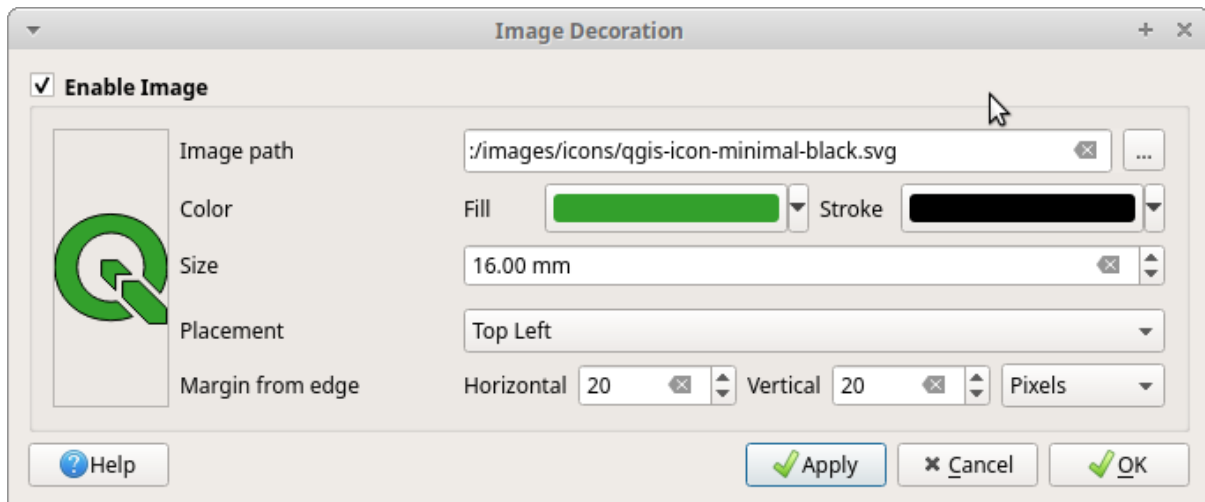 Image Decoration
Enable Image
Image path :/images/icons/qgis-icon-minimal-black.svg ...
Color Fill Stroke
Size 16.00 mm
Placement Top Left
Margin from edge Horizontal 20 Vertical 20 Pixels
Help Apply Cancel OK